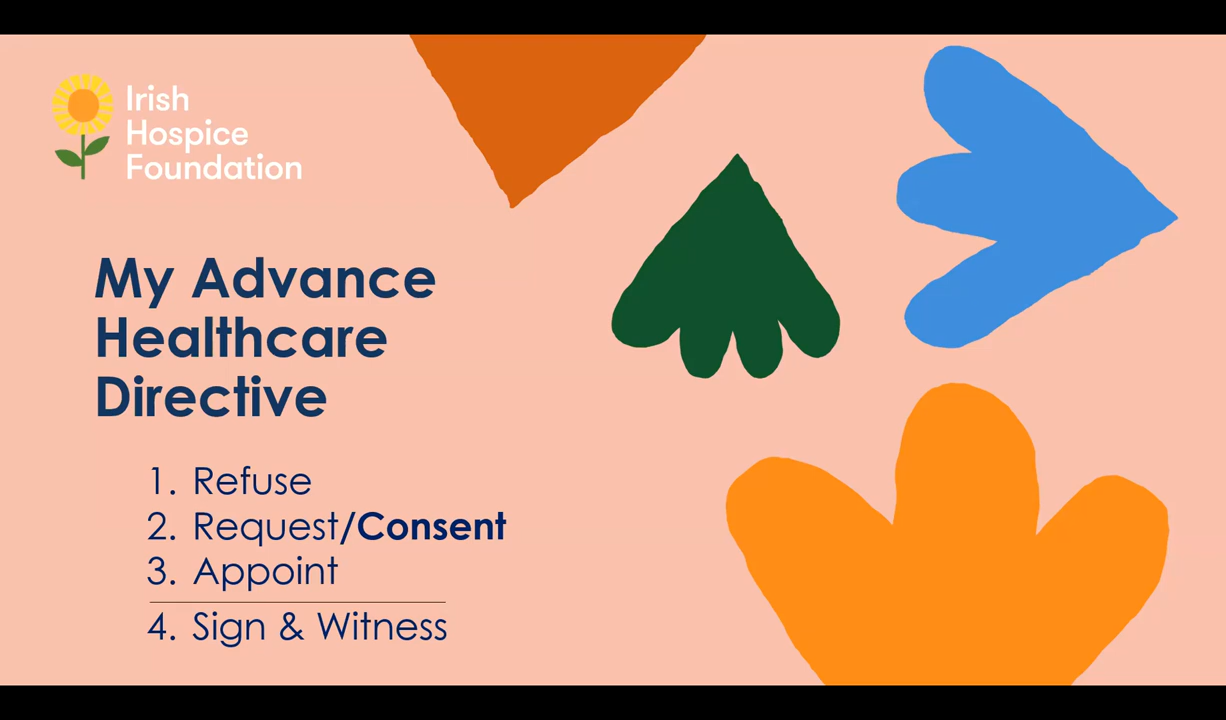 Irish
Hospice
Foundation
My Advance
Healthcare
Directive
1. Refuse
2. Request/Consent
3. Appoint
4. Sign & Witness